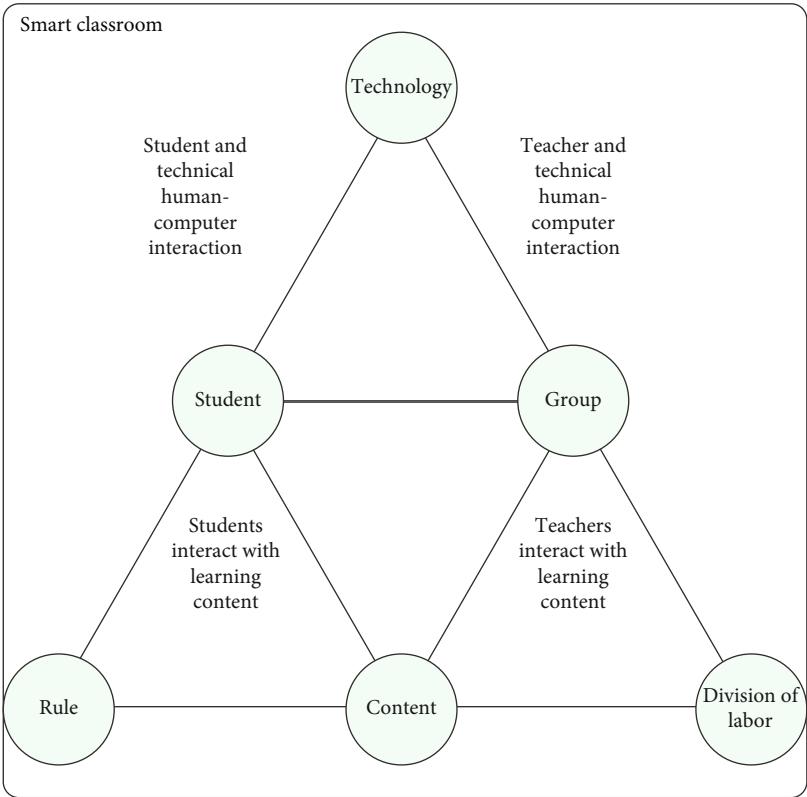 Smart classroom
Technology
Student and
technical
human-
computer
interaction
Teacher and
technical
human-
computer
interaction
Student
Group
Students
interact with
learning
content
Teachers
interact with
learning
content
Rule
Content
Division of
labor